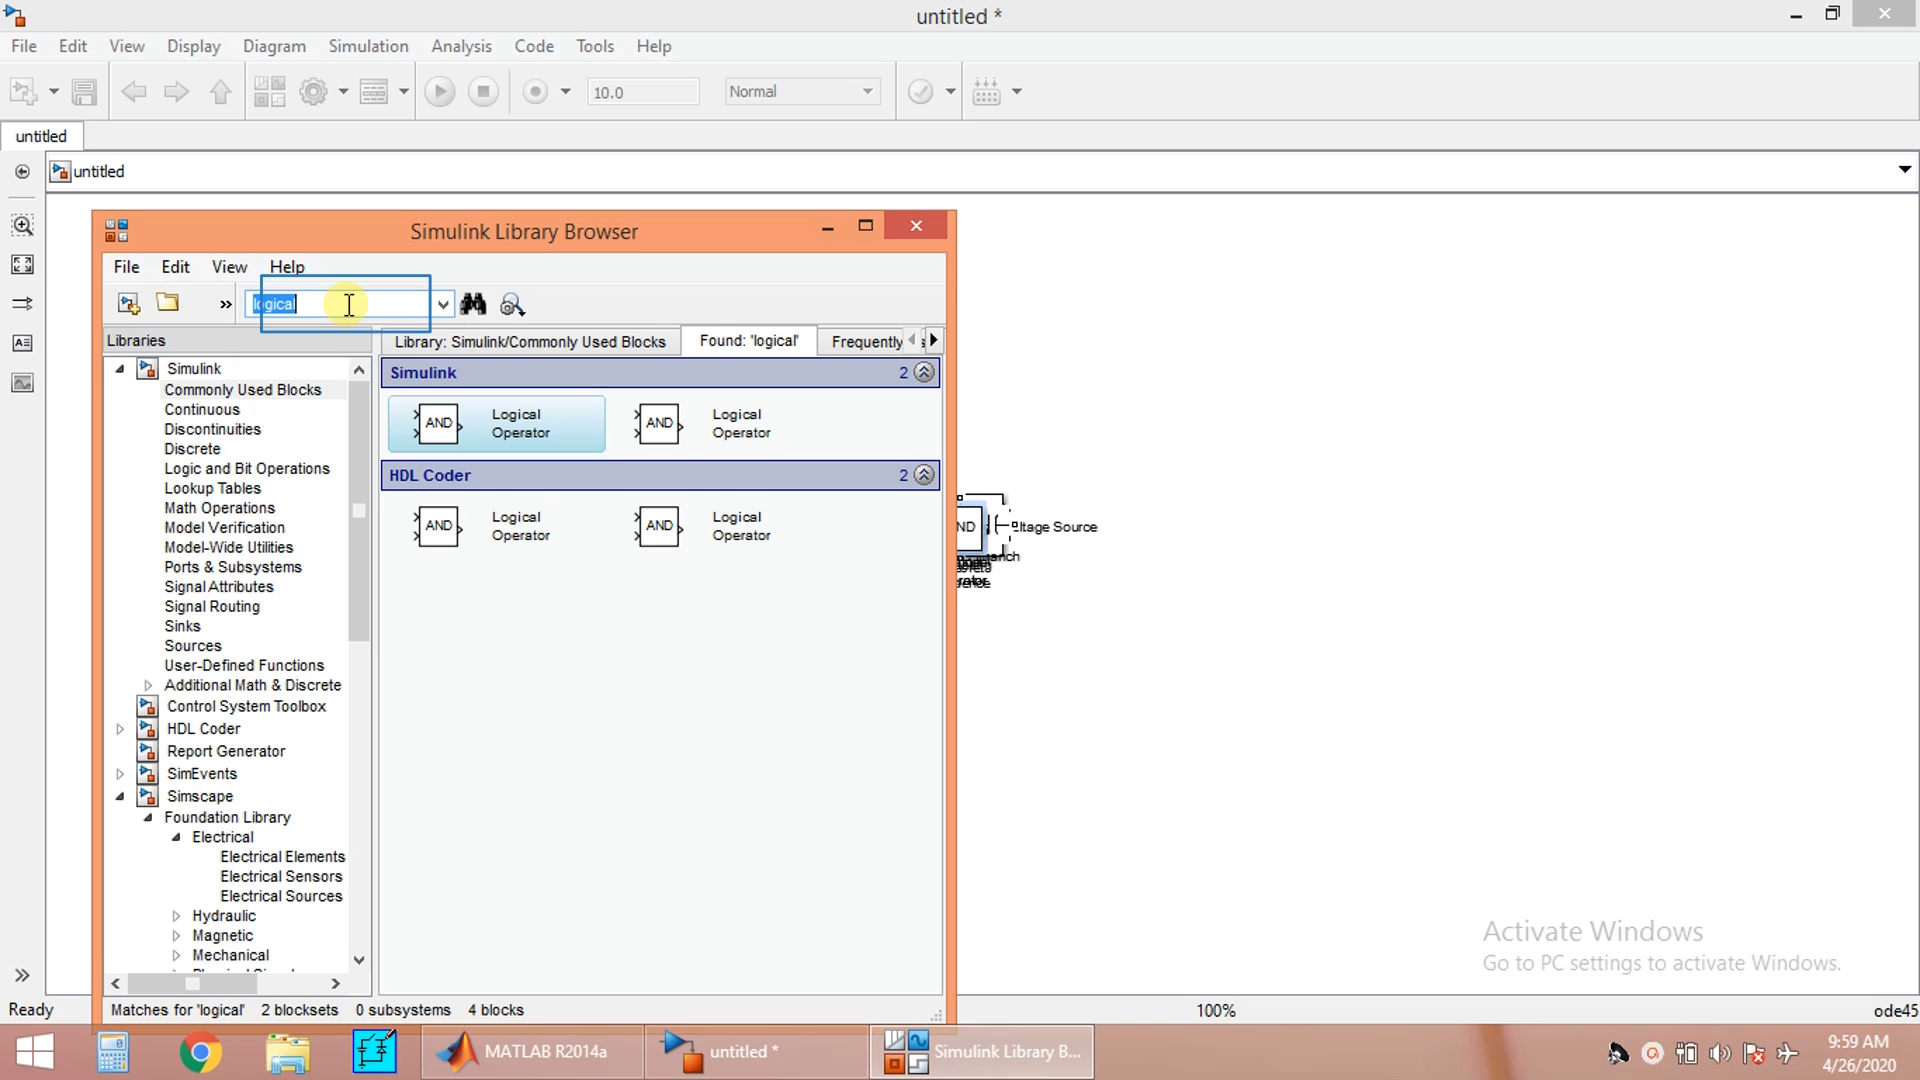 untitled *
File Edit View Display Diagram Simulation Analysis Code Tools Help
10.0 Normal
untitled
untitled
Simulink Library Browser
File Edit View Help
logical
Libraries
Library: Simulink/Commonly Used Blocks Found: 'logical' Frequently
Simulink
Commonly Used Blocks
Continuous
Discontinuities
Discrete
Logic and Bit Operations
Lookup Tables
Math Operations
Model Verification
Model-Wide Utilities
Ports & Subsystems
Signal Attributes
Signal Routing
Sinks
Sources
User-Defined Functions
Additional Math & Discrete
Control System Toolbox
HDL Coder
Report Generator
SimEvents
Simscape
Foundation Library
Electrical
Electrical Elements
Electrical Sensors
Electrical Sources
Hydraulic
Magnetic
Mechanical
Simulink 2
AND Logical Operator AND Logical Operator
HDL Coder 2
AND Logical Operator AND Logical Operator
ND ltage Source
Activate Windows
Go to PC settings to activate Windows.
Matches for 'logical' 2 blocksets 0 subsystems 4 blocks
Ready 100% ode45
MATLAB R2014a untitled * Simulink Library B...
9:59 AM
4/26/2020